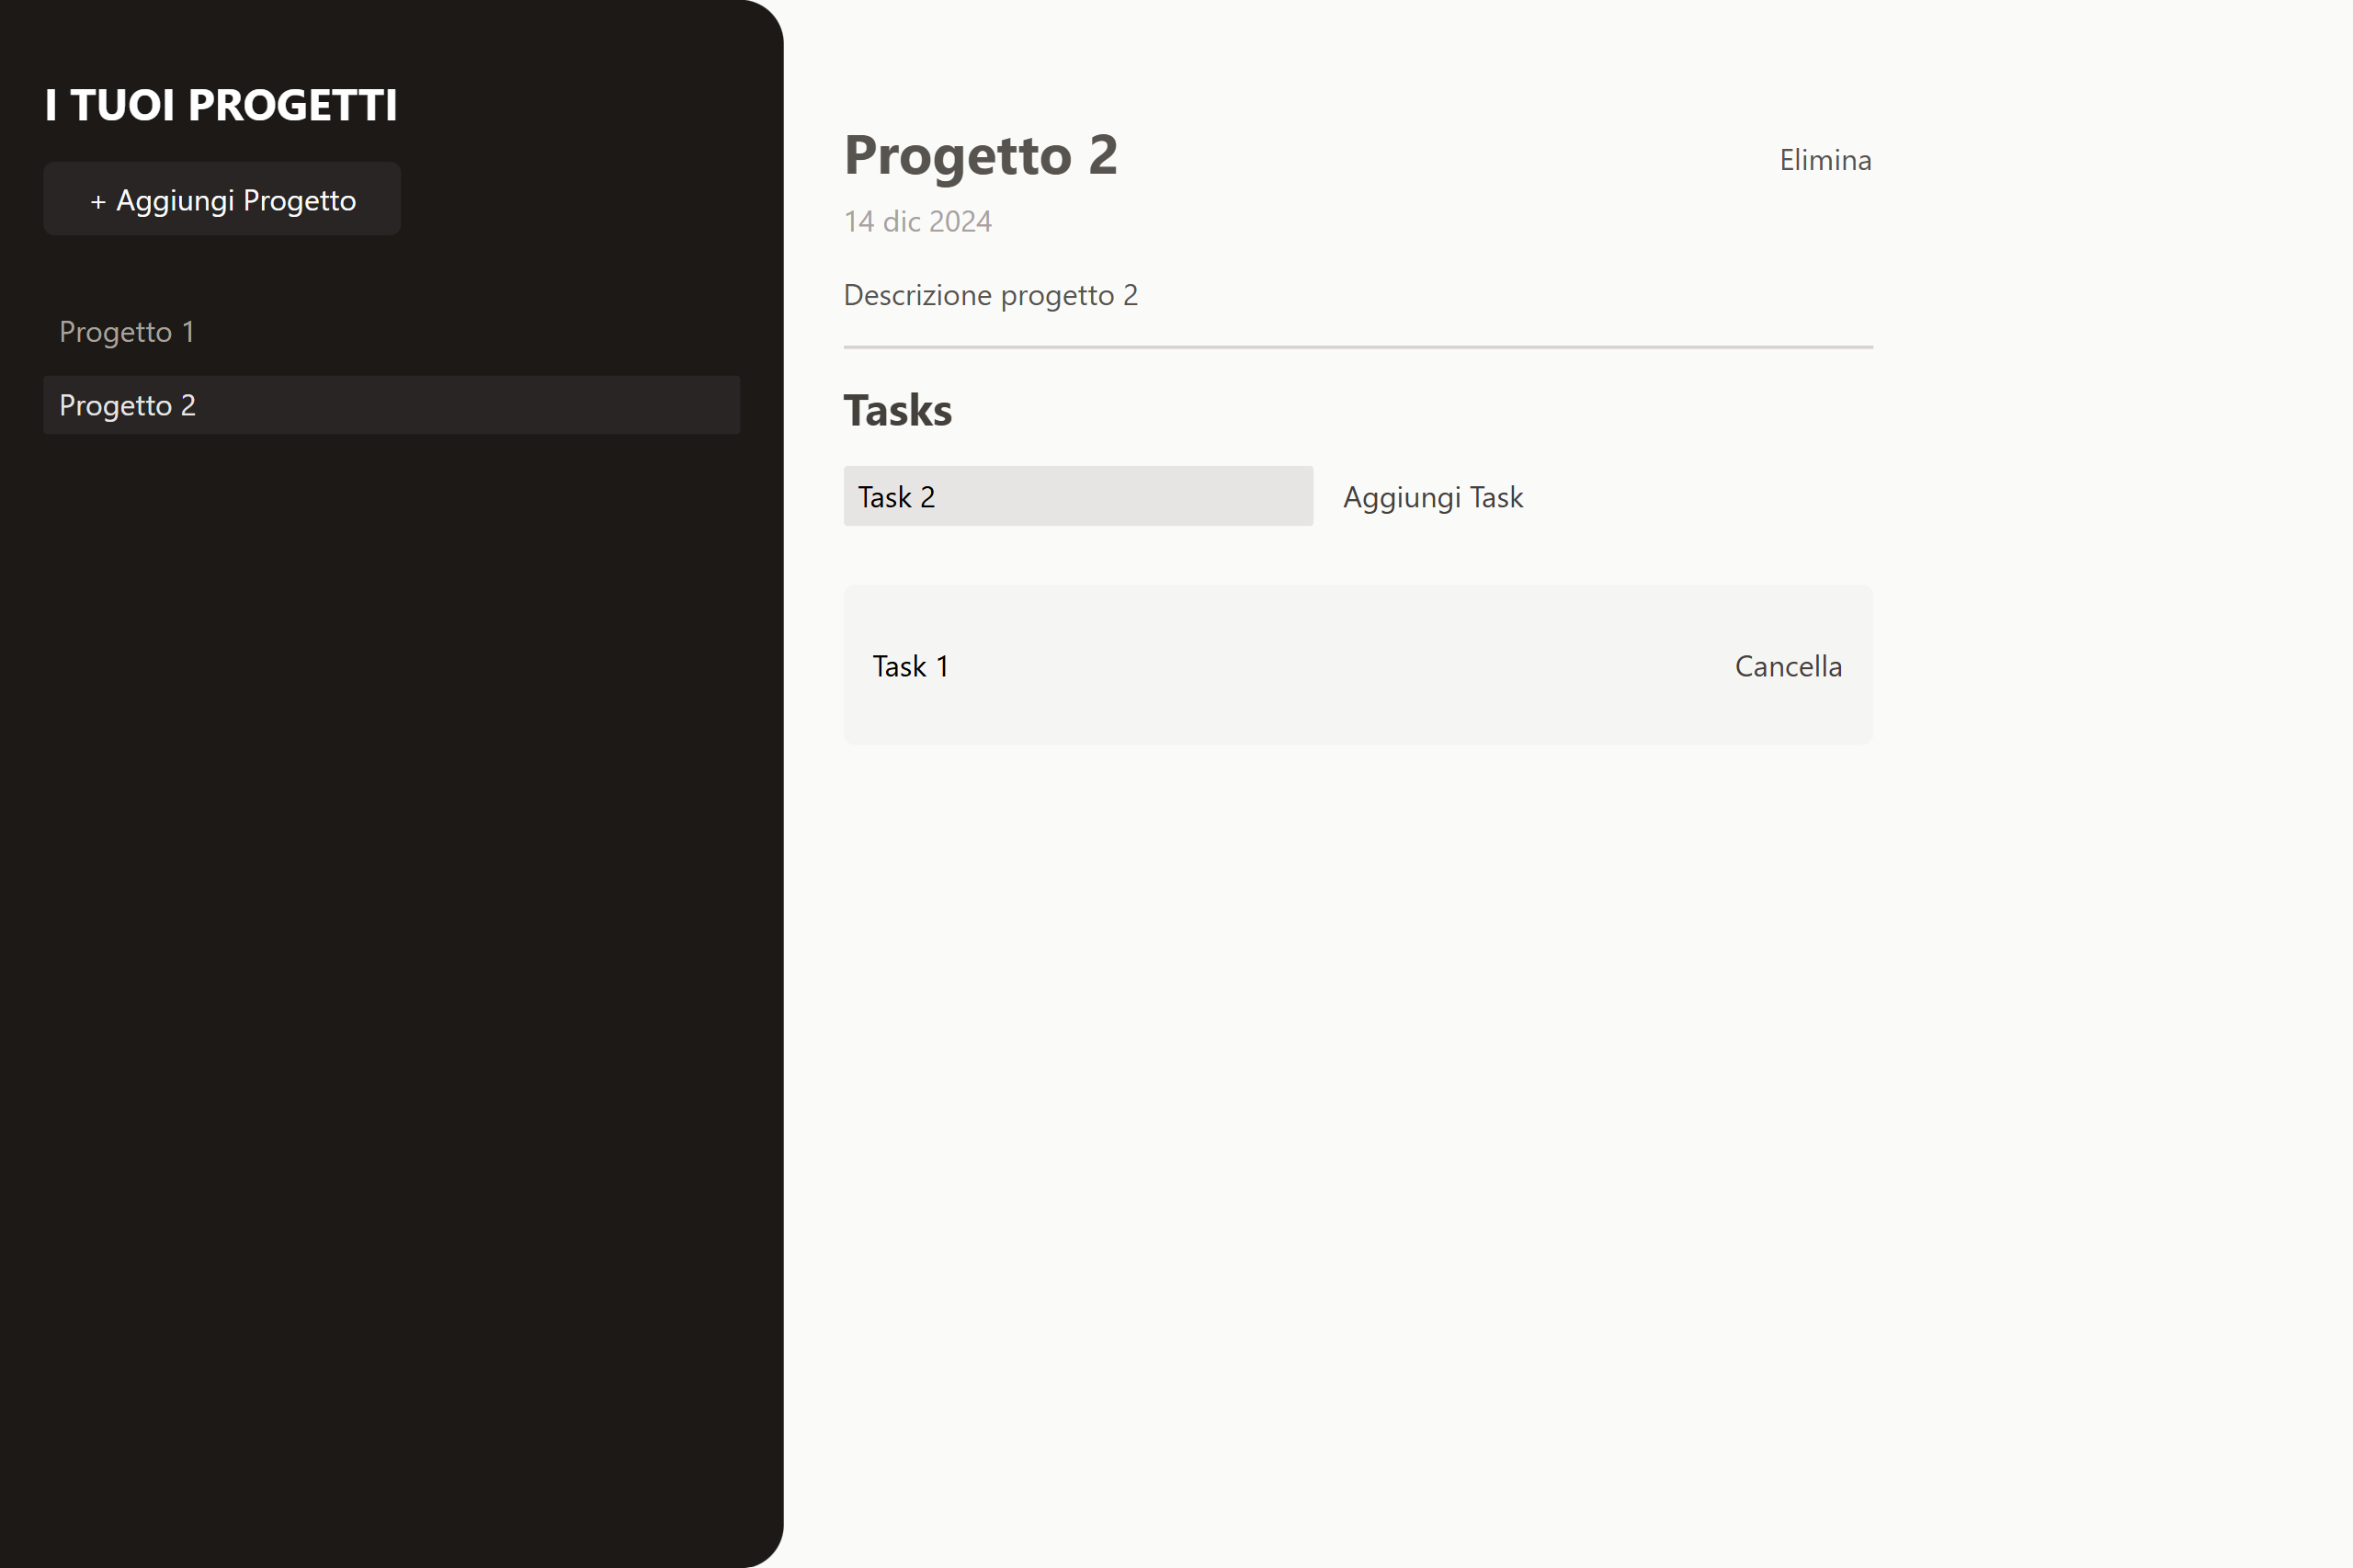 I TUOI PROGETTI
+ Aggiungi Progetto
Progetto 1
Progetto 2
Progetto 2
Elimina
14 dic 2024
Descrizione progetto 2
Tasks
Task 2
Aggiungi Task
Task 1
Cancella